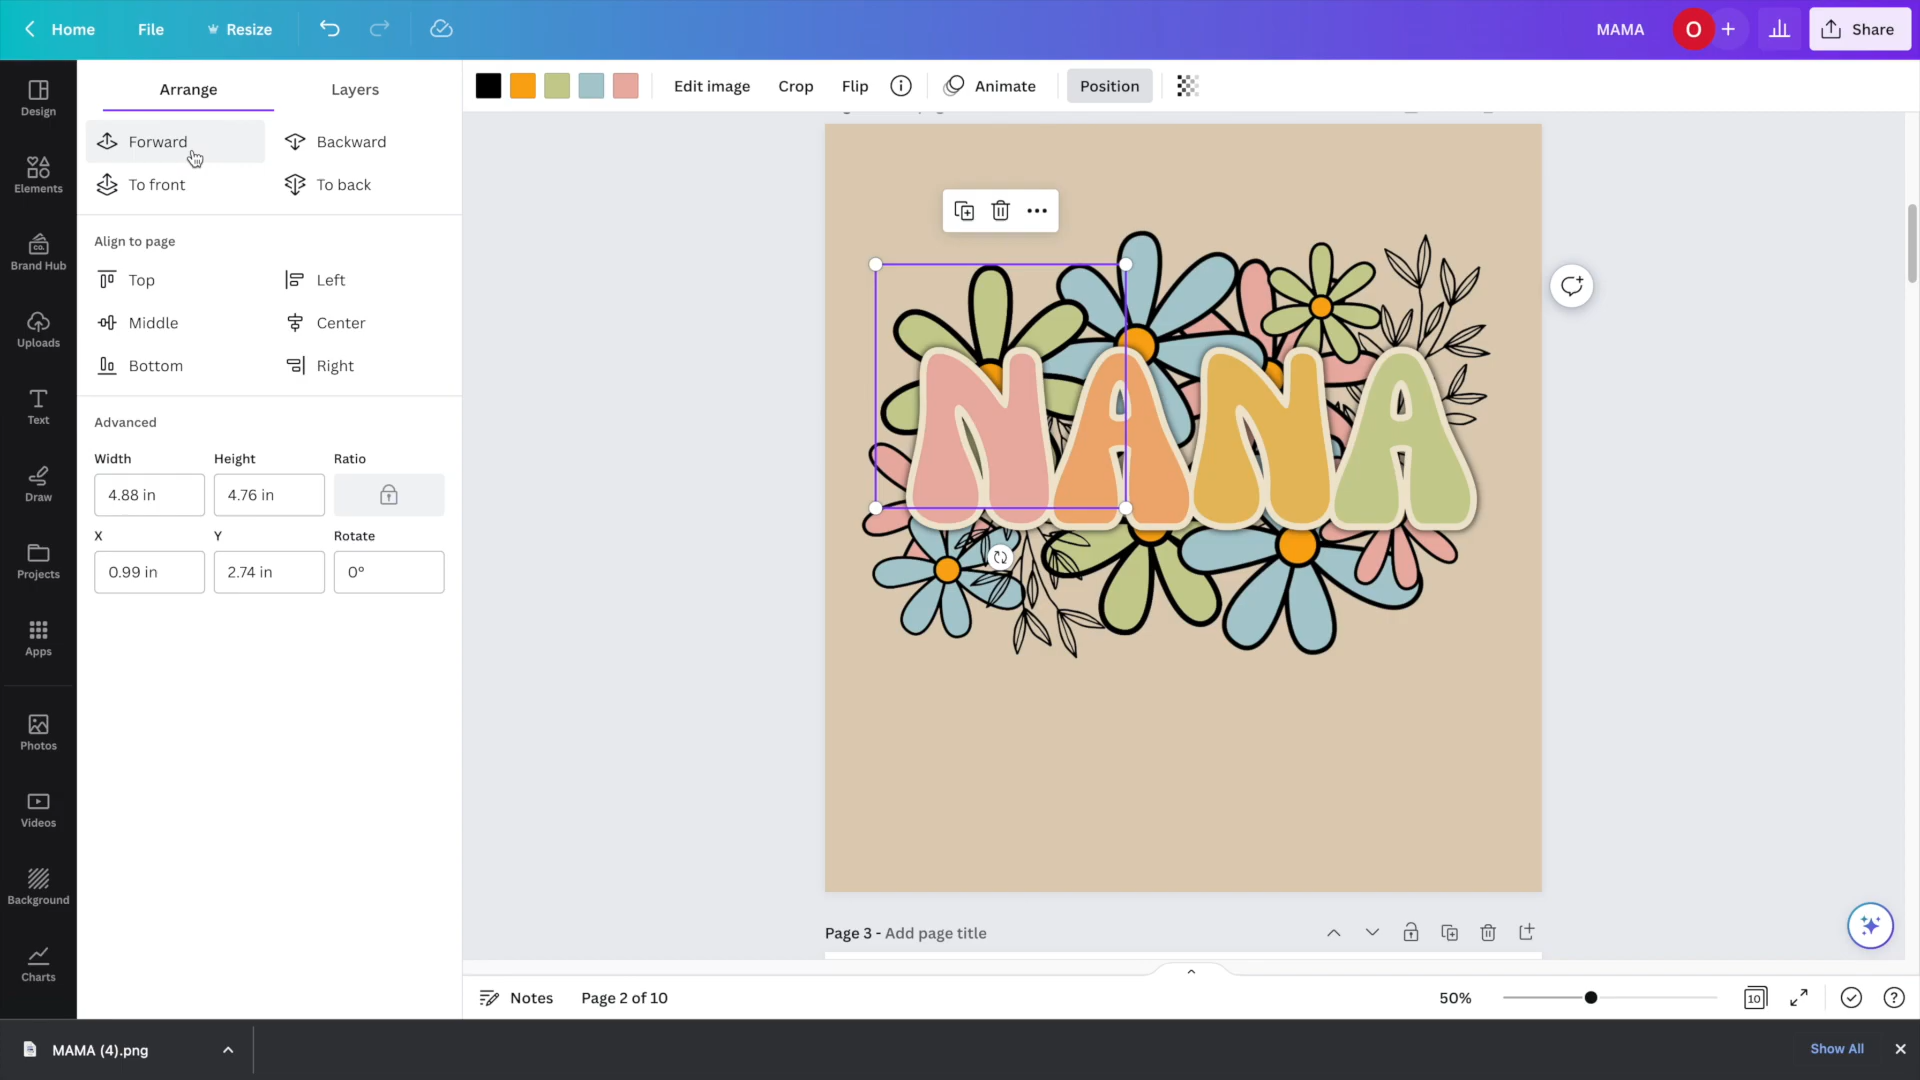 Home File Resize MAMA O Share
Arrange Layers
Edit image Crop Flip Animate Position
Design
Elements
Brand Hub
CO.
Uploads
Text
Draw
Projects
Apps
Photos
Videos
Background
Charts
Forward Backward
To front To back
Align to page
Top Left
Middle Center
Bottom Right
Advanced
Width Height Ratio
4.88 in 4.76 in
X Y Rotate
0.99 in 2.74 in 0°
NANA
Page 3 - Add page title
Notes Page 2 of 10 50% 10
MAMA (4).png Show All